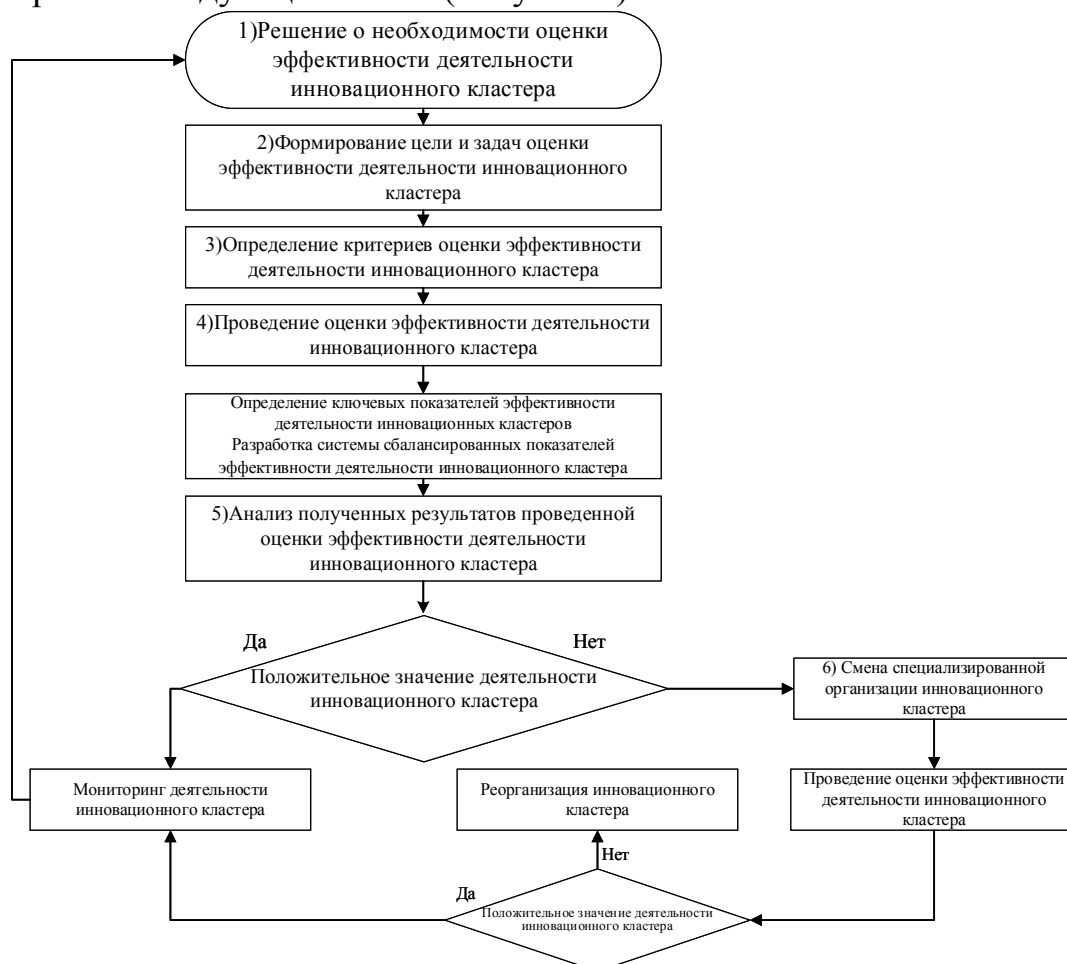 1)Решение о необходимости оценки
эффективности деятельности
инновационного кластера
2)Формирование цели и задач оценки
эффективности деятельности инновационного
кластера
3)Определение критериев оценки эффективности
деятельности инновационного кластера
4)Проведение оценки эффективности деятельности
инновационного кластера
Определение ключевых показателей эффективности
деятельности инновационных кластеров
Разработка системы сбалансированных показателей
эффективности деятельности инновационного кластера
5)Анализ полученных результатов проведенной
оценки эффективности деятельности
инновационного кластера
Да
Нет
Положительное значение деятельности
инновационного кластера
6) Смена специализированной
организации инновационного
кластера
Мониторинг деятельности
инновационного кластера
Реорганизация инновационного
кластера
Проведение оценки эффективности
деятельности инновационного
кластера
Нет
Да
Положительное значение деятельности
инновационного кластера